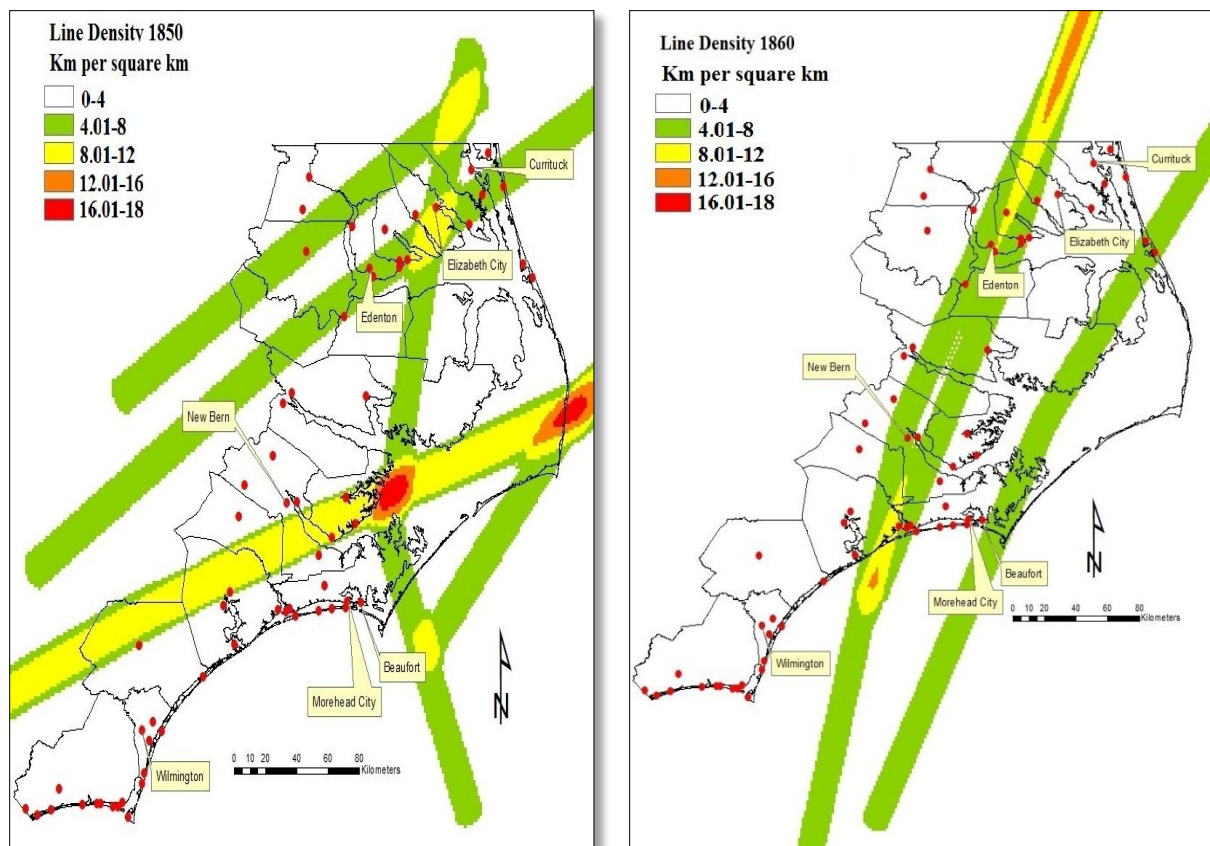 Line Density 1850
Km per square km
0-4
4.01-8
8.01-12
12.01-16
16.01-18
Currituck
Elizabeth City
Edenton
New Bern
Beaufort
Morehead City
Wilmington
N
0 10 20 40 60 80
Kilometers
Line Density 1860
Km per square km
0-4
4.01-8
8.01-12
12.01-16
16.01-18
Currituck
Elizabeth City
Edenton
New Bern
Beaufort
Morehead City
Wilmington
N
0 10 20 40 60 80
Kilometers